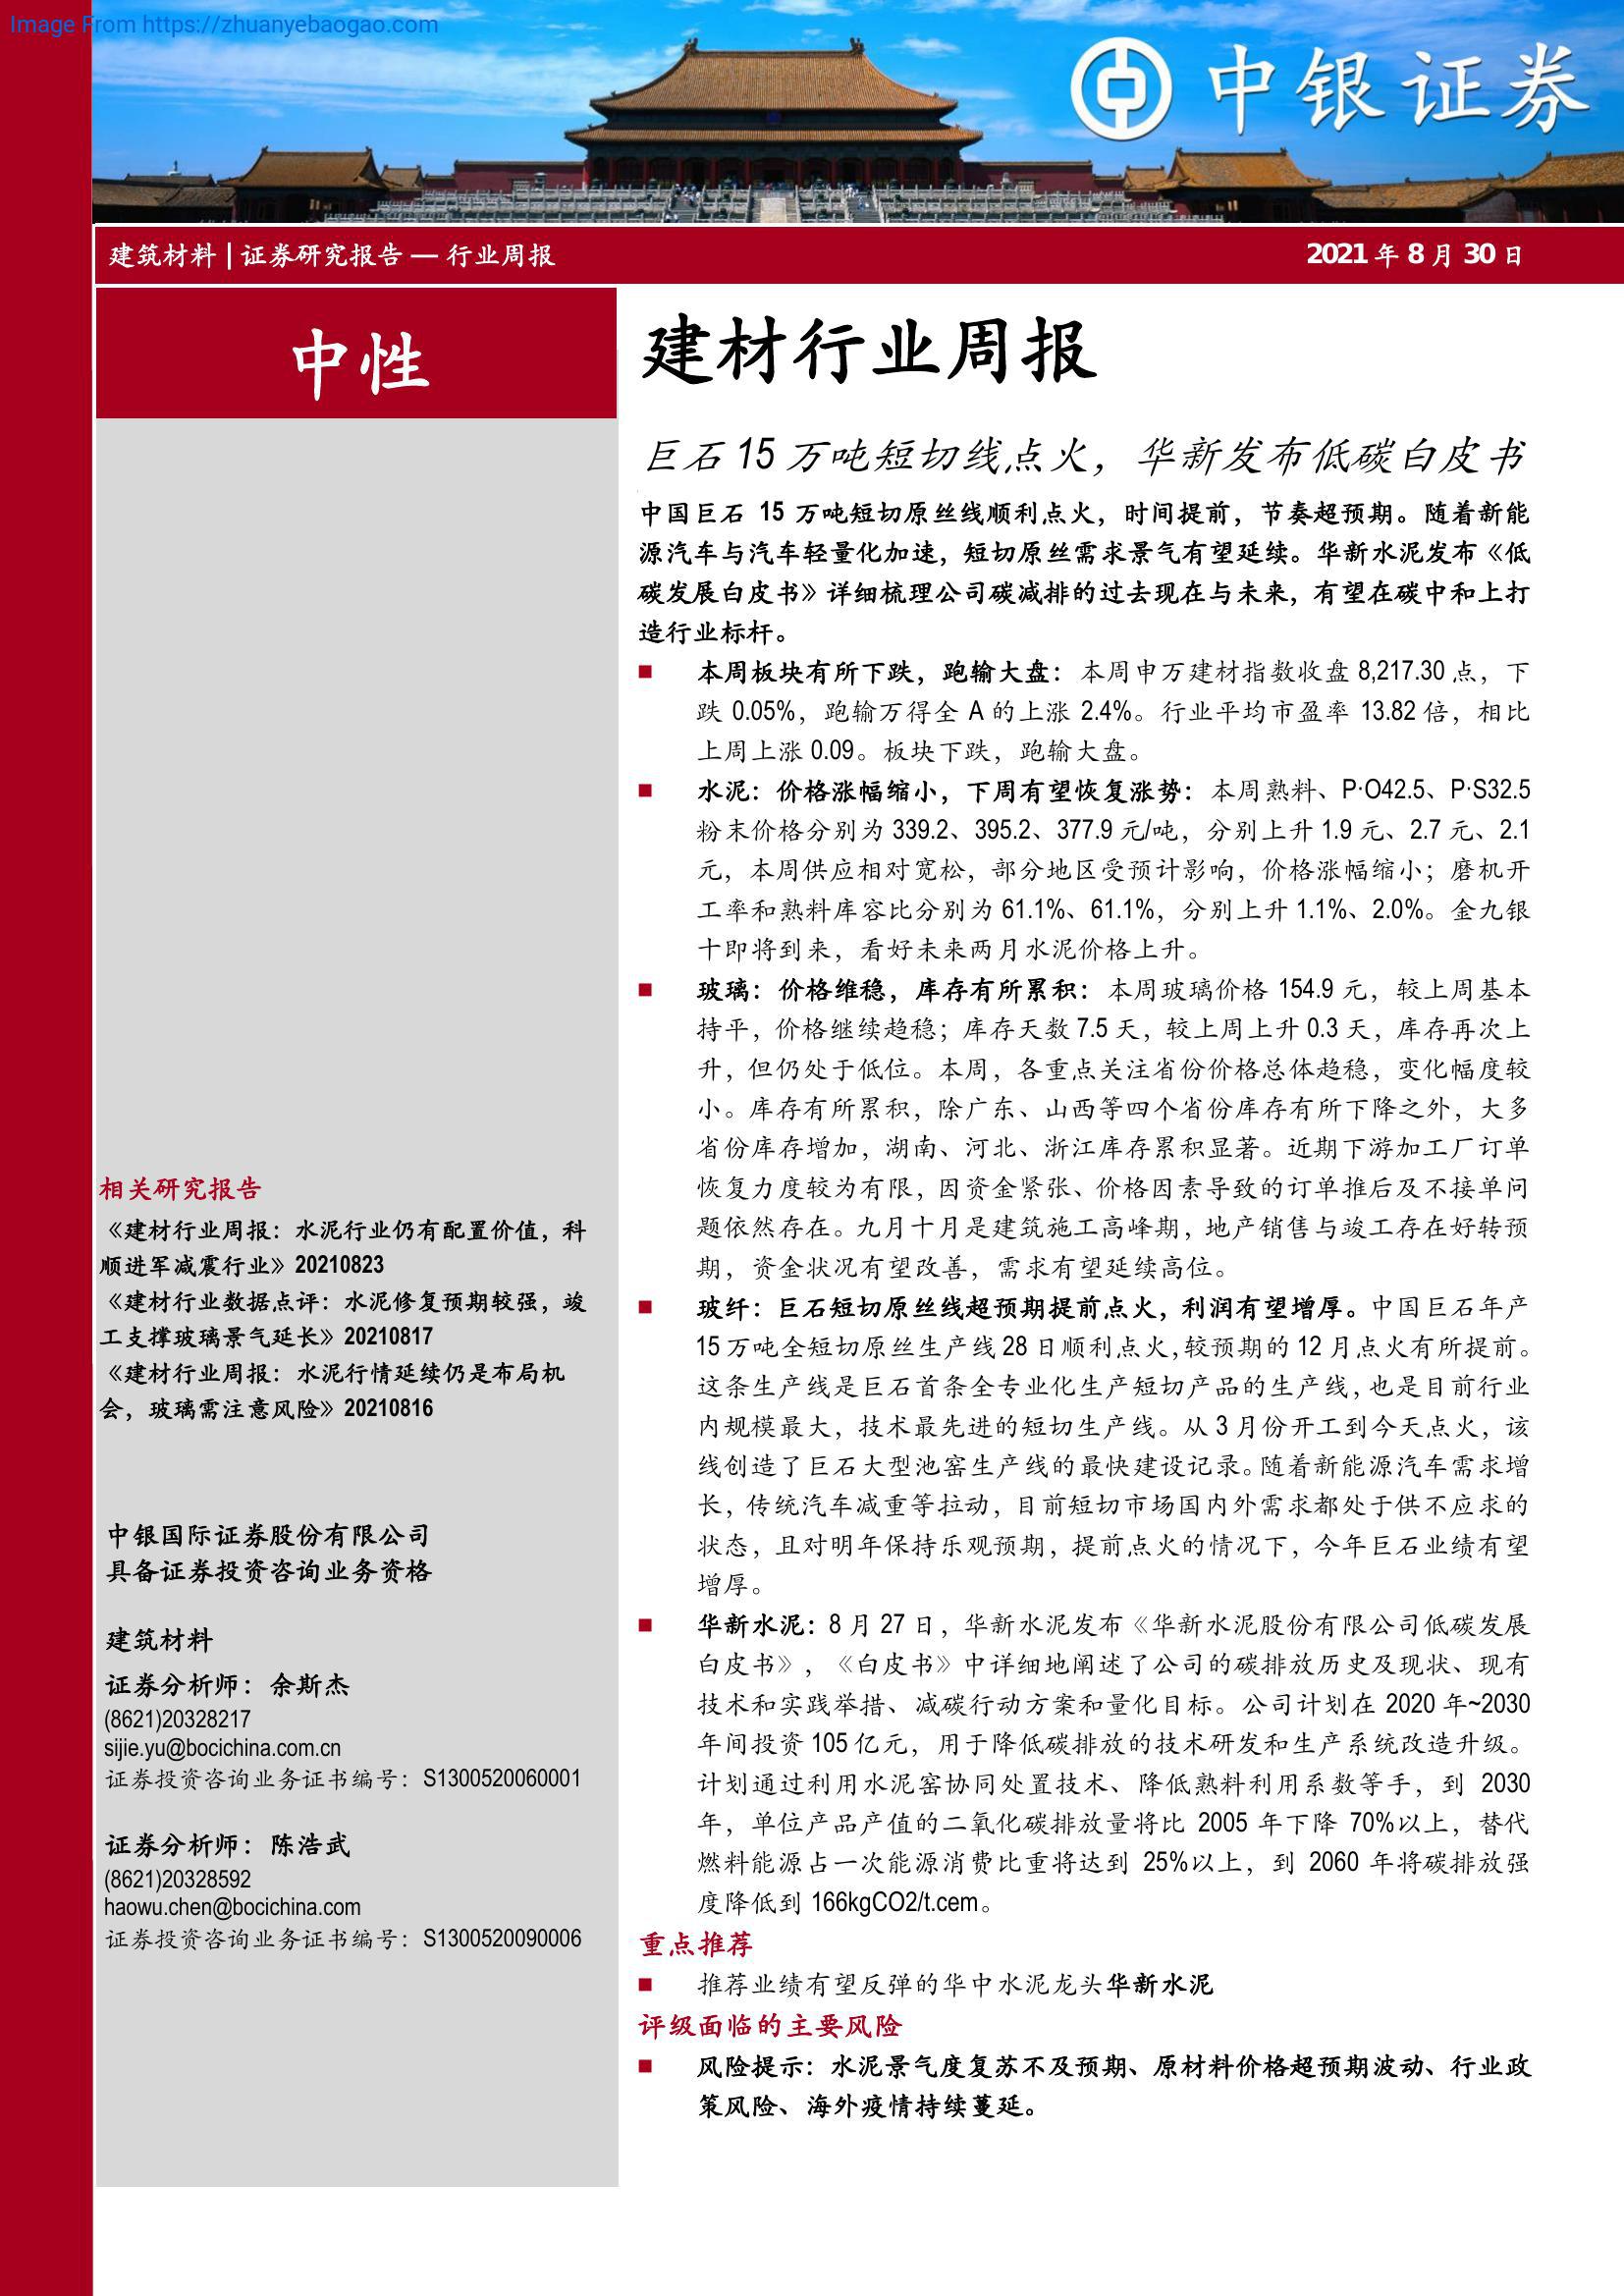 Image From https://zhuanyebaogao.com
中银证券
建筑材料 | 证券研究报告 — 行业周报
2021 年 8 月 30 日
中性
建材行业周报
巨石 15 万吨短切线点火，华新发布低碳白皮书
中国巨石 15 万吨短切原丝线顺利点火，时间提前，节奏超预期。随着新能
源汽车与汽车轻量化加速，短切原丝需求景气有望延续。华新水泥发布《低
碳发展白皮书》详细梳理公司碳减排的过去现在与未来，有望在碳中和上打
造行业标杆。
■ 本周板块有所下跌，跑输大盘：本周申万建材指数收盘 8,217.30 点，下
跌 0.05%，跑输万得全 A 的上涨 2.4%。行业平均市盈率 13.82 倍，相比
上周上涨 0.09。板块下跌，跑输大盘。
■ 水泥：价格涨幅缩小，下周有望恢复涨势：本周熟料、P·O42.5、P·S32.5
粉末价格分别为 339.2、395.2、377.9 元/吨，分别上升 1.9 元、2.7 元、2.1
元，本周供应相对宽松，部分地区受预计影响，价格涨幅缩小；磨机开
工率和熟料库容比分别为 61.1%、61.1%，分别上升 1.1%、2.0%。金九银
十即将到来，看好未来两月水泥价格上升。
■ 玻璃：价格维稳，库存有所累积：本周玻璃价格 154.9 元，较上周基本
持平，价格继续趋稳；库存天数 7.5 天，较上周上升 0.3 天，库存再次上
升，但仍处于低位。本周，各重点关注省份价格总体趋稳，变化幅度较
小。库存有所累积，除广东、山西等四个省份库存有所下降之外，大多
省份库存增加，湖南、河北、浙江库存累积显著。近期下游加工厂订单
恢复力度较为有限，因资金紧张、价格因素导致的订单推后及不接单问
题依然存在。九月十月是建筑施工高峰期，地产销售与竣工存在好转预
期，资金状况有望改善，需求有望延续高位。
■ 玻纤：巨石短切原丝线超预期提前点火，利润有望增厚。中国巨石年产
15 万吨全短切原丝生产线 28 日顺利点火，较预期的 12 月点火有所提前。
这条生产线是巨石首条全专业化生产短切产品的生产线，也是目前行业
内规模最大，技术最先进的短切生产线。从 3 月份开工到今天点火，该
线创造了巨石大型池窑生产线的最快建设记录。随着新能源汽车需求增
长，传统汽车减重等拉动，目前短切市场国内外需求都处于供不应求的
状态，且对明年保持乐观预期，提前点火的情况下，今年巨石业绩有望
增厚。
■ 华新水泥：8 月 27 日，华新水泥发布《华新水泥股份有限公司低碳发展
白皮书》，《白皮书》中详细地阐述了公司的碳排放历史及现状、现有
技术和实践举措、减碳行动方案和量化目标。公司计划在 2020 年~2030
年间投资 105 亿元，用于降低碳排放的技术研发和生产系统改造升级。
计划通过利用水泥窑协同处置技术、降低熟料利用系数等手，到 2030
年，单位产品产值的二氧化碳排放量将比 2005 年下降 70%以上，替代
燃料能源占一次能源消费比重将达到 25%以上，到 2060 年将碳排放强
度降低到 166kgCO2/t.cem。
重点推荐
■ 推荐业绩有望反弹的华中水泥龙头华新水泥
评级面临的主要风险
■ 风险提示：水泥景气度复苏不及预期、原材料价格超预期波动、行业政
策风险、海外疫情持续蔓延。
相关研究报告
《建材行业周报：水泥行业仍有配置价值，科
顺进军减震行业》20210823
《建材行业数据点评：水泥修复预期较强，竣
工支撑玻璃景气延长》20210817
《建材行业周报：水泥行情延续仍是布局机
会，玻璃需注意风险》20210816
中银国际证券股份有限公司
具备证券投资咨询业务资格
建筑材料
证券分析师：余斯杰
(8621)20328217
sijie.yu@bocichina.com.cn
证券投资咨询业务证书编号：S1300520060001
证券分析师：陈浩武
(8621)20328592
haowu.chen@bocichina.com
证券投资咨询业务证书编号：S1300520090006